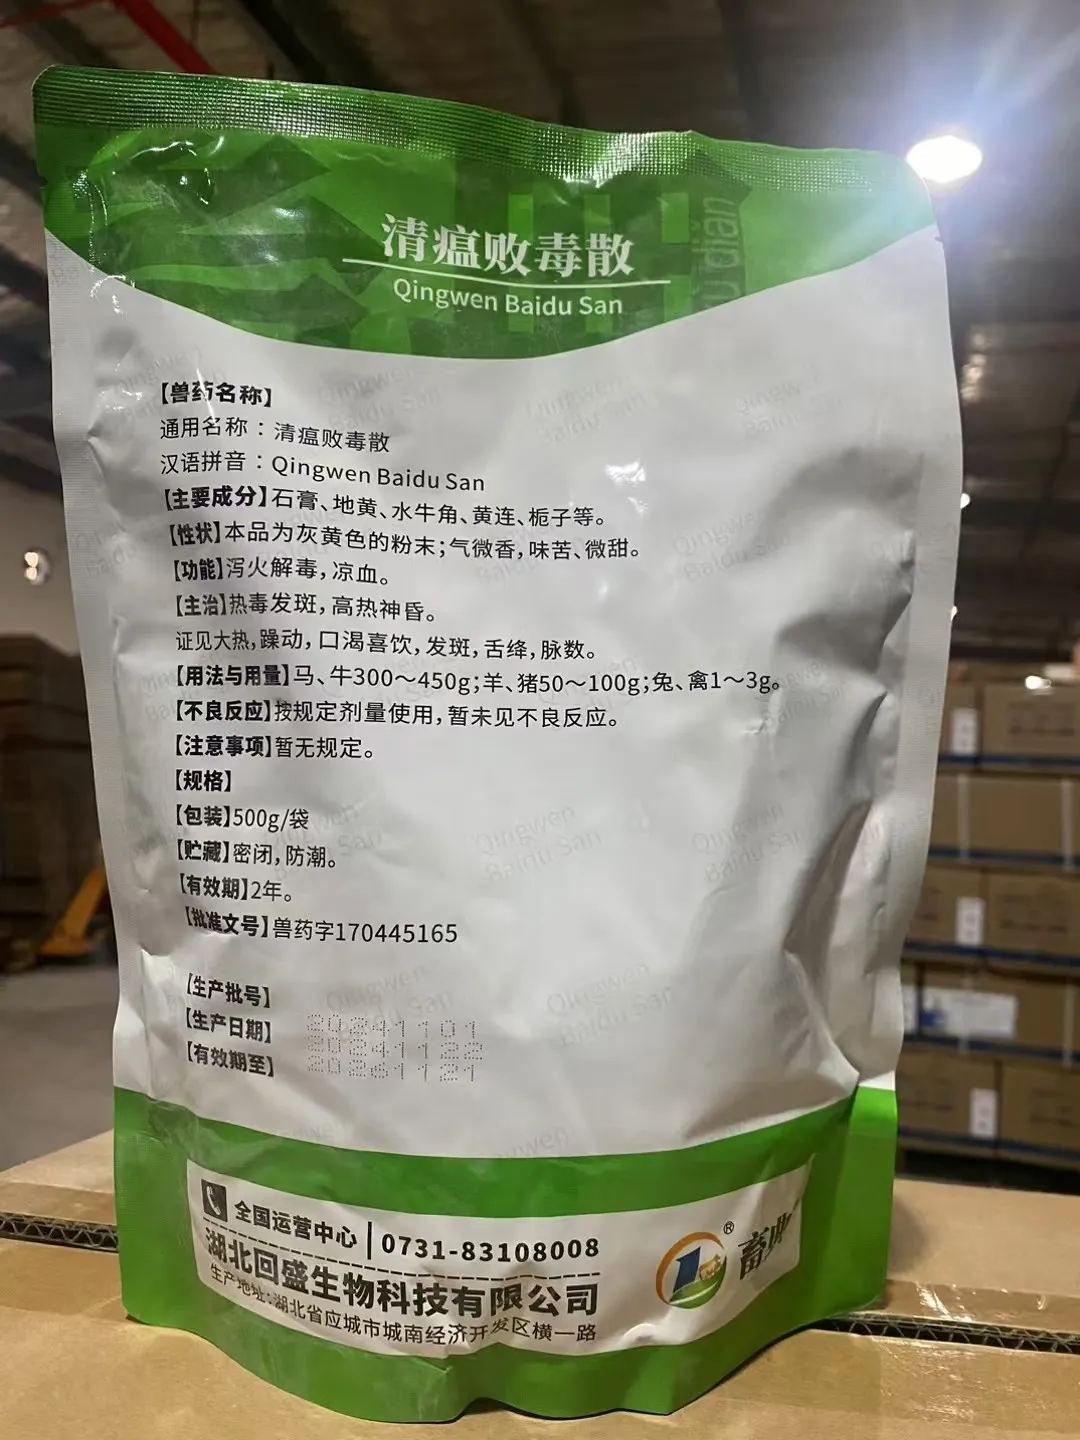 清瘟败毒散
Qingwen Baidu San
【兽药名称】
通用名称：清瘟败毒散
汉语拼音：Qingwen Baidu San
【主要成分】石膏、地黄、水牛角、黄连、栀子等。
【性状】本品为灰黄色的粉末；气微香，味苦、微甜。
【功能】泻火解毒，凉血。
【主治】热毒发斑，高热神昏。
证见大热，躁动，口渴喜饮，发斑，舌绛，脉数。
【用法与用量】马、牛300～450g；羊、猪50～100g；兔、禽1～3g。
【不良反应】按规定剂量使用，暂未见不良反应。
【注意事项】暂无规定。
【规格】
【包装】500g/袋
【贮藏】密闭，防潮。
【有效期】2年。
【批准文号】兽药字170445165
【生产批号】20241101
【生产日期】20241122
【有效期至】20261121
全国运营中心 0731-83108008
湖北回盛生物科技有限公司
生产地址：湖北省应城市城南经济开发区横一路
® 畜业